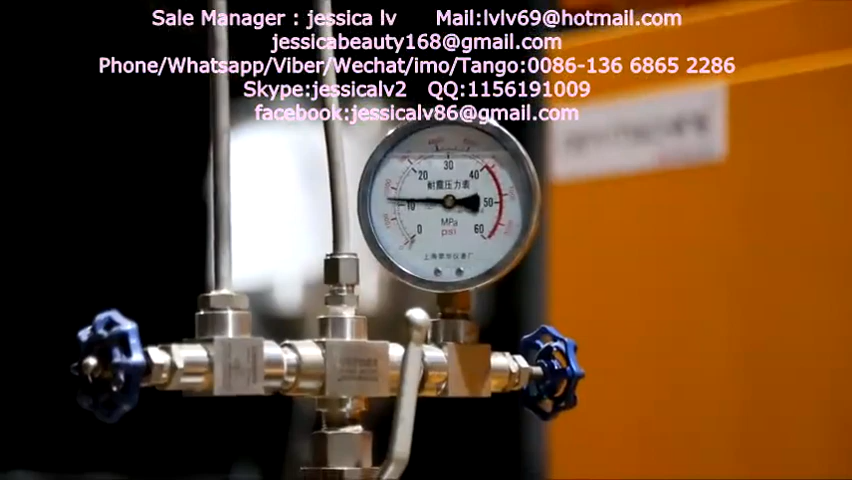 Sale Manager : jessica lv Mail:lvlv69@hotmail.com
jessicabeauty168@gmail.com
Phone/Whatsapp/Viber/Wechat/imo/Tango:0086-136 6865 2286
Skype:jessicalv2 QQ:1156191009
facebook:jessicalv86@gmail.com
30
20 40
耐震压力表
10 50
MPa
0 psi 60